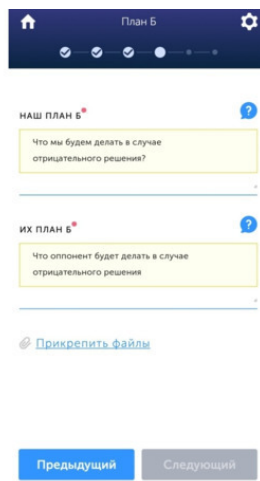 План Б
НАШ ПЛАН Б*
Что мы будем делать в случае
отрицательного решения?
ИХ ПЛАН Б*
Что оппонент будет делать в случае
отрицательного решения
Прикрепить файлы
Предыдущий
Следующий